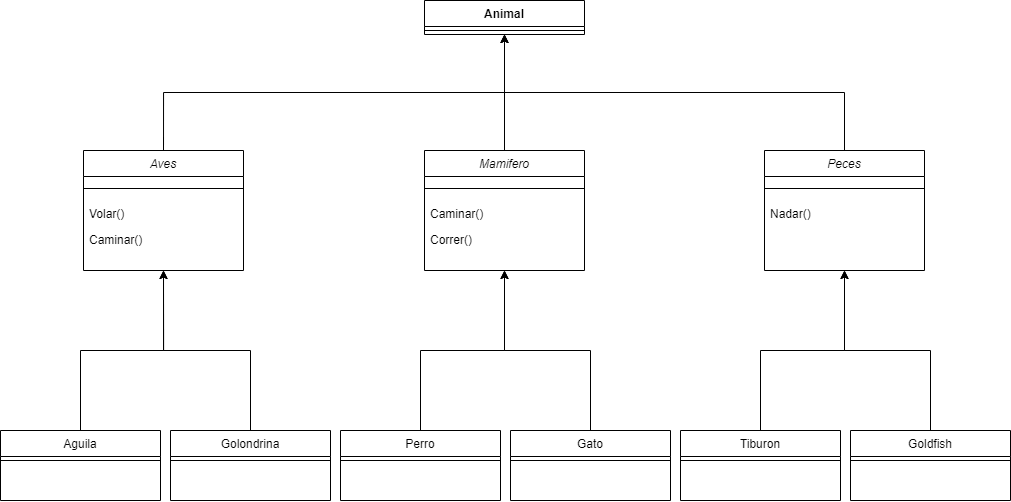 Animal
Aves
Mamifero
Peces
Volar()
Caminar()
Caminar()
Correr()
Nadar()
Aguila
Golondrina
Perro
Gato
Tiburon
Goldfish